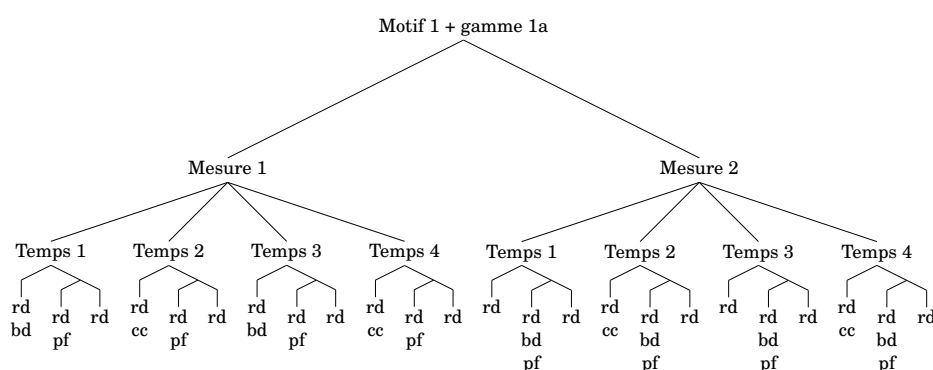 Motif 1 + gamme 1a
Mesure 1 Mesure 2
Temps 1 Temps 2 Temps 3 Temps 4 Temps 1 Temps 2 Temps 3 Temps 4
rd rd rd rd rd rd rd rd rd rd rd rd rd rd rd rd rd rd rd rd rd rd rd rd
bd pf cc pf bd pf cc pf bd cc bd bd cc bd
pf pf pf pf